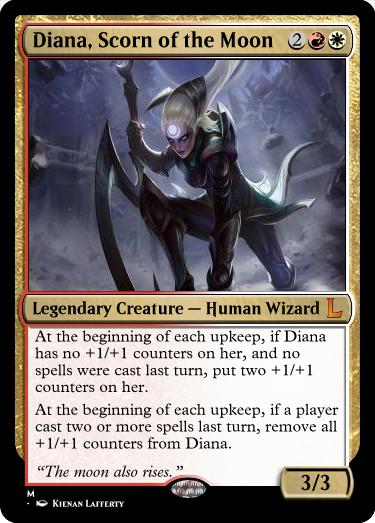 Diana, Scorn of the Moon 2
Legendary Creature — Human Wizard L
At the beginning of each upkeep, if Diana
has no +1/+1 counters on her, and no
spells were cast last turn, put two +1/+1
counters on her.
At the beginning of each upkeep, if a player
cast two or more spells last turn, remove all
+1/+1 counters from Diana.
“The moon also rises.”
3/3
M
KIENAN LAFFERTY